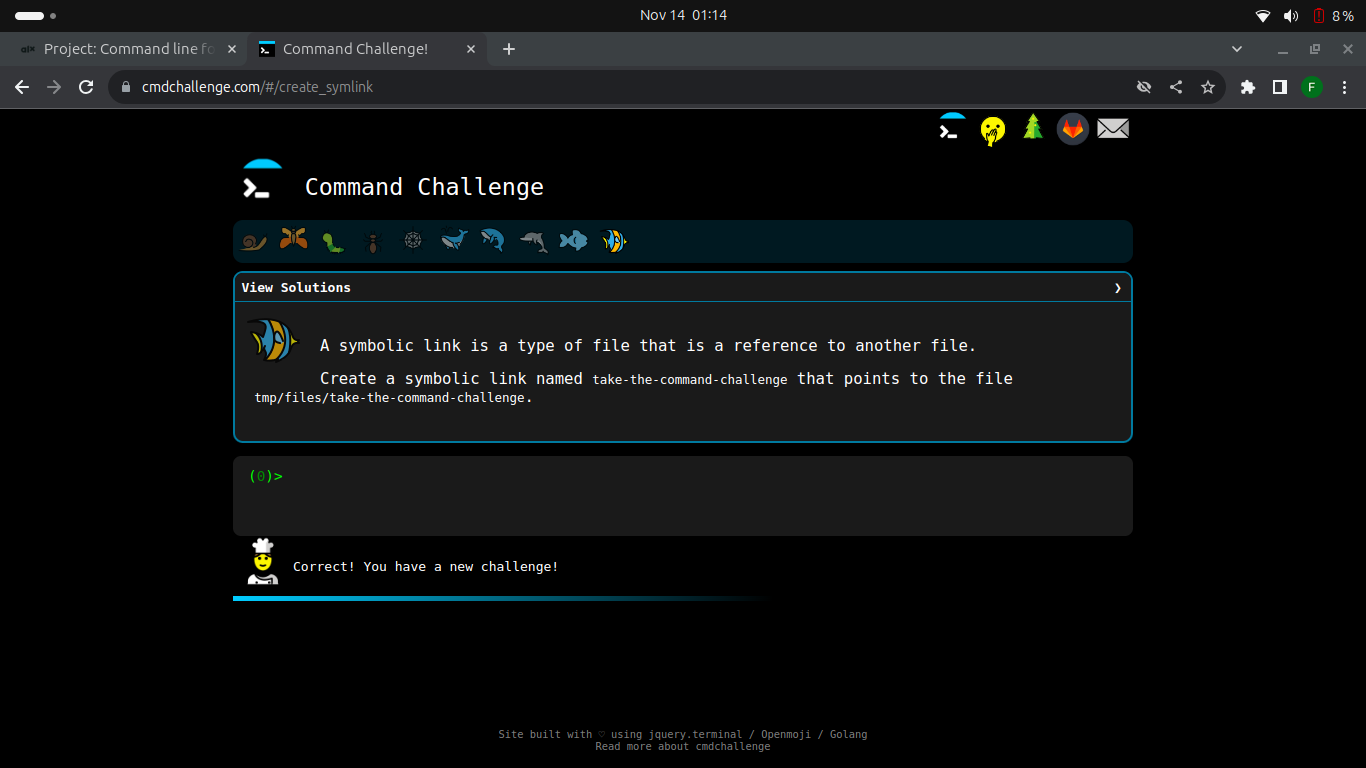 Nov 14 01:14
8 %
alx Project: Command line fo
Command Challenge!
cmdchallenge.com/#/create_symlink
F
Command Challenge
View Solutions
A symbolic link is a type of file that is a reference to another file.
Create a symbolic link named take-the-command-challenge that points to the file
tmp/files/take-the-command-challenge.
(0)>
Correct! You have a new challenge!
Site built with ♡ using jquery.terminal / Openmoji / Golang
Read more about cmdchallenge